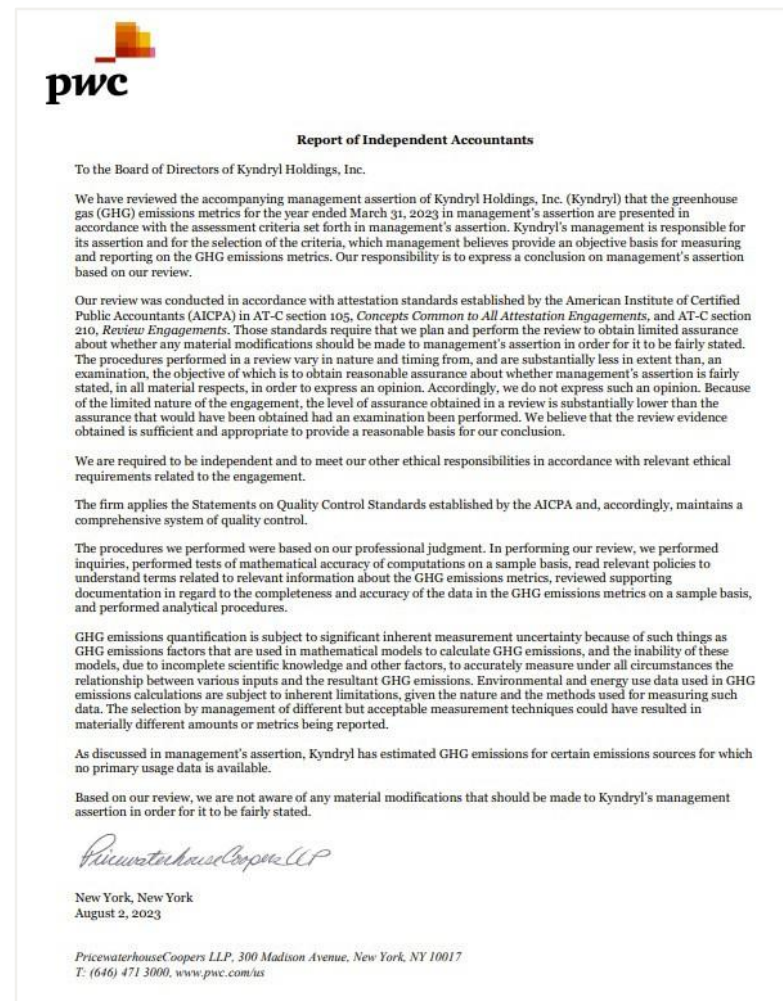 pwc
Report of Independent Accountants
To the Board of Directors of Kyndryl Holdings, Inc.
We have reviewed the accompanying management assertion of Kyndryl Holdings, Inc. (Kyndryl) that the greenhouse
gas (GHG) emissions metrics for the year ended March 31, 2023 in management's assertion are presented in
accordance with the assessment criteria set forth in management's assertion. Kyndryl's management is responsible for
its assertion and for the selection of the criteria, which management believes provide an objective basis for measuring
and reporting on the GHG emissions metrics. Our responsibility is to express a conclusion on management's assertion
based on our review.
Our review was conducted in accordance with attestation standards established by the American Institute of Certified
Public Accountants (AICPA) in AT-C section 105, Concepts Common to All Attestation Engagements, and AT-C section
210, Review Engagements. Those standards require that we plan and perform the review to obtain limited assurance
about whether any material modifications should be made to management's assertion in order for it to be fairly stated.
The procedures performed in a review vary in nature and timing from, and are substantially less in extent than, an
examination, the objective of which is to obtain reasonable assurance about whether management's assertion is fairly
stated, in all material respects, in order to express an opinion. Accordingly, we do not express such an opinion. Because
of the limited nature of the engagement, the level of assurance obtained in a review is substantially lower than the
assurance that would have been obtained had an examination been performed. We believe that the review evidence
obtained is sufficient and appropriate to provide a reasonable basis for our conclusion.
We are required to be independent and to meet our other ethical responsibilities in accordance with relevant ethical
requirements related to the engagement.
The firm applies the Statements on Quality Control Standards established by the AICPA and, accordingly, maintains a
comprehensive system of quality control.
The procedures we performed were based on our professional judgment. In performing our review, we performed
inquiries, performed tests of mathematical accuracy of computations on a sample basis, read relevant policies to
understand terms related to relevant information about the GHG emissions metrics, reviewed supporting
documentation in regard to the completeness and accuracy of the data in the GHG emissions metrics on a sample basis,
and performed analytical procedures.
GHG emissions quantification is subject to significant inherent measurement uncertainty because of such things as
GHG emissions factors that are used in mathematical models to calculate GHG emissions, and the inability of these
models, due to incomplete scientific knowledge and other factors, to accurately measure under all circumstances the
relationship between various inputs and the resultant GHG emissions. Environmental and energy use data used in GHG
emissions calculations are subject to inherent limitations, given the nature and the methods used for measuring such
data. The selection by management of different but acceptable measurement techniques could have resulted in
materially different amounts or metrics being reported.
As discussed in management's assertion, Kyndryl has estimated GHG emissions for certain emissions sources for which
no primary usage data is available.
Based on our review, we are not aware of any material modifications that should be made to Kyndryl's management
assertion in order for it to be fairly stated.
PricewaterhouseCoopers LLP
New York, New York
August 2, 2023
PricewaterhouseCoopers LLP, 300 Madison Avenue, New York, NY 10017
T: (646) 471 3000, www.pwc.com/us